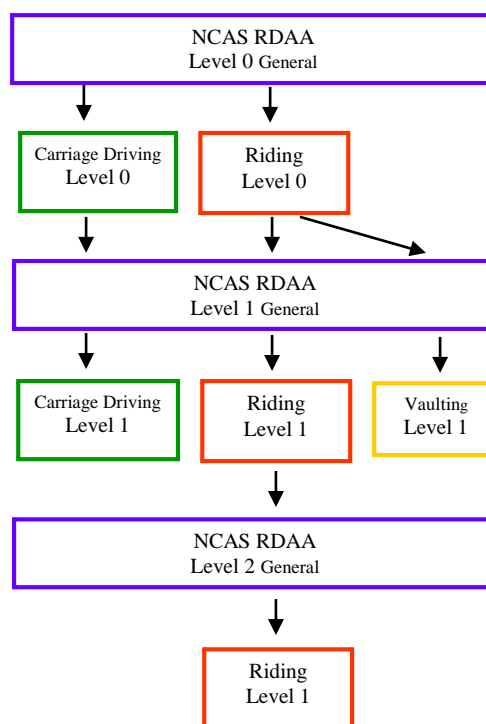 NCAS RDAA
Level 0 General
Carriage Driving
Level 0
Riding
Level 0
NCAS RDAA
Level 1 General
Carriage Driving
Level 1
Riding
Level 1
Vaulting
Level 1
NCAS RDAA
Level 2 General
Riding
Level 1